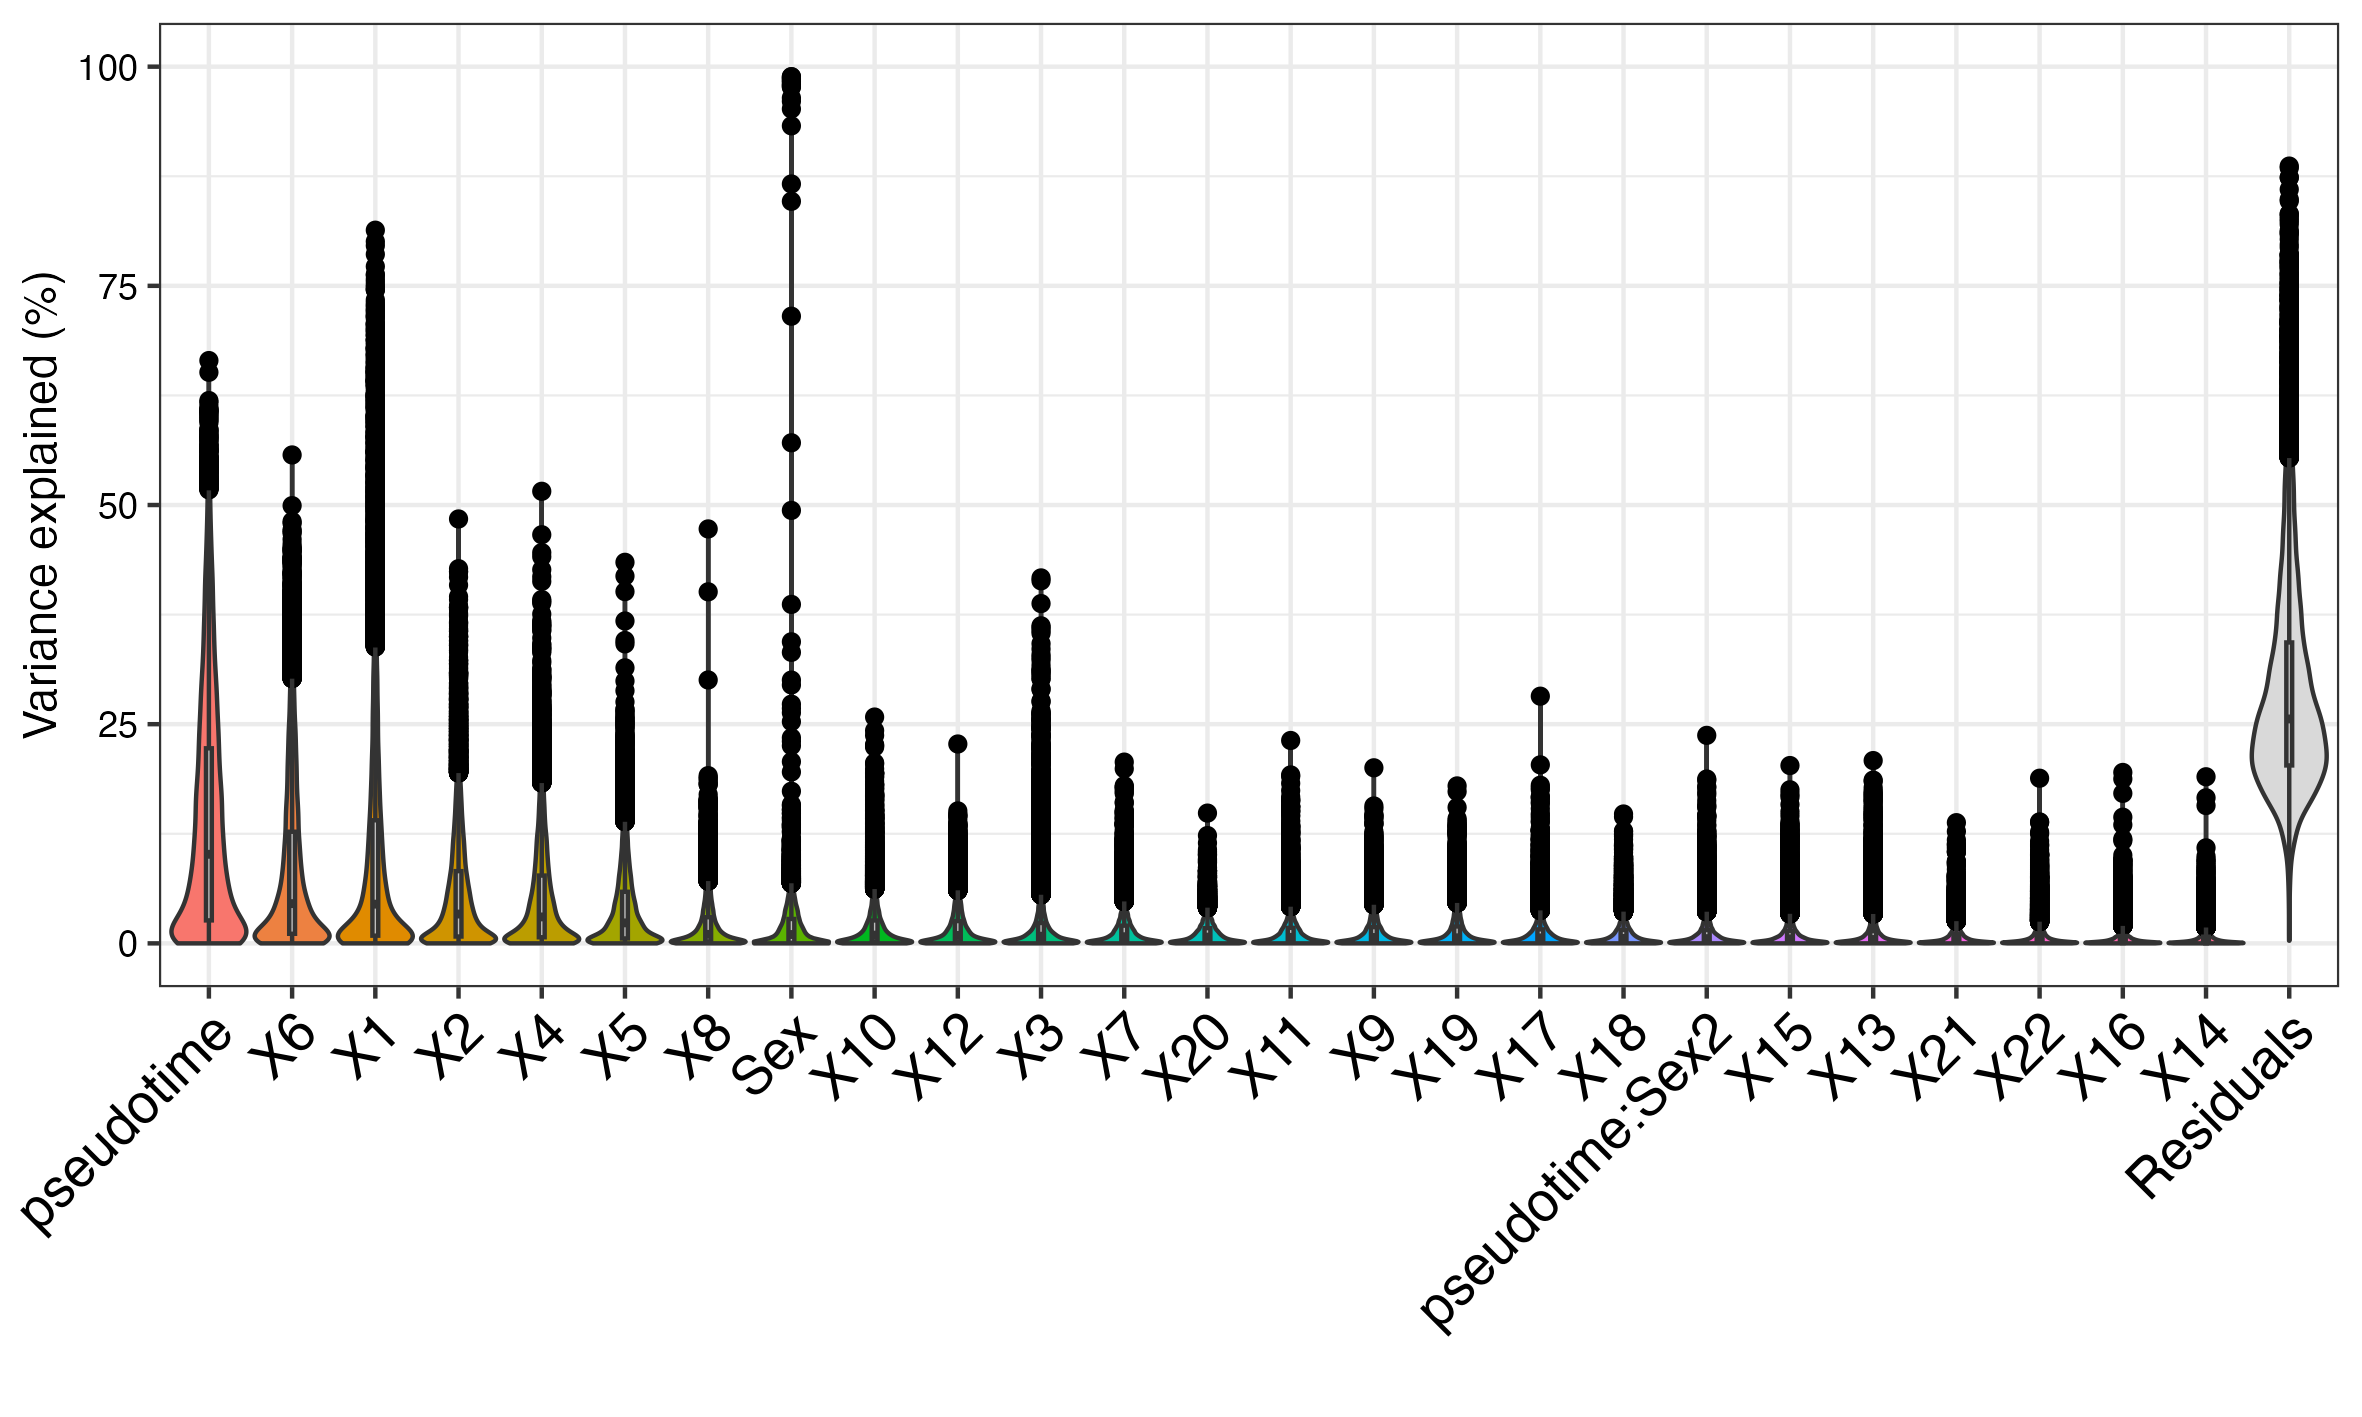 Variance explained (%)
100
75
50
25
0
pseudotime
X6
X1
X2
X4
X5
X8
Sex
X10
X12
X3
X7
X20
X11
X9
X19
X17
X18
pseudotime:Sex2
X15
X13
X21
X22
X16
X14
Residuals